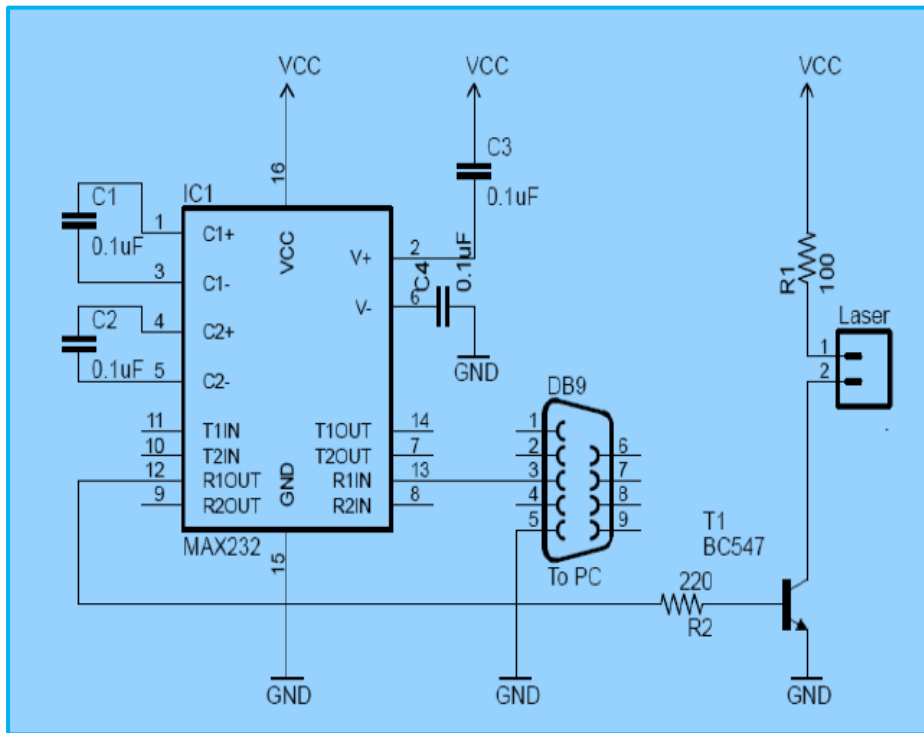 VCC
VCC
VCC
C3
0.1uF
16
IC1
C1
0.1uF
1
3
C1+
C1-
VCC
V+
2
V-
6
C4
0.1uF
GND
C2
0.1uF
4
5
C2+
C2-
R1
100
Laser
1
2
DB9
11
T1IN
T1OUT
14
10
T2IN
T2OUT
7
12
R1OUT
R1IN
13
9
R2OUT
R2IN
8
GND
1
2
3
4
5
6
7
8
9
MAX232
15
To PC
T1
BC547
220
R2
GND
GND
GND